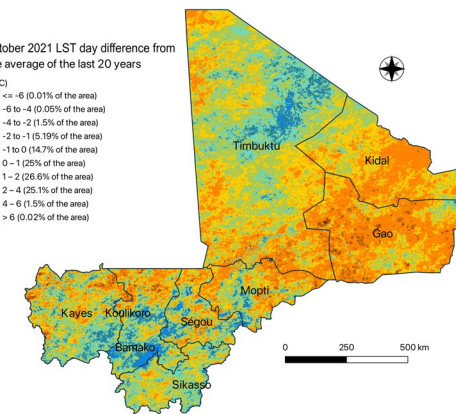 tober 2021 LST day difference from
e average of the last 20 years
C)
<= -6 (0.01% of the area)
-6 to -4 (0.05% of the area)
-4 to -2 (1.5% of the area)
-2 to -1 (5.19% of the area)
-1 to 0 (14.7% of the area)
0 – 1 (25% of the area)
1 – 2 (26.6% of the area)
2 – 4 (25.1% of the area)
4 – 6 (1.5% of the area)
> 6 (0.02% of the area)
Timbuktu
Kidal
Gao
Mopti
Kayes
Koulikoro
Ségou
Bamako
Sikasso
0 250 500 km